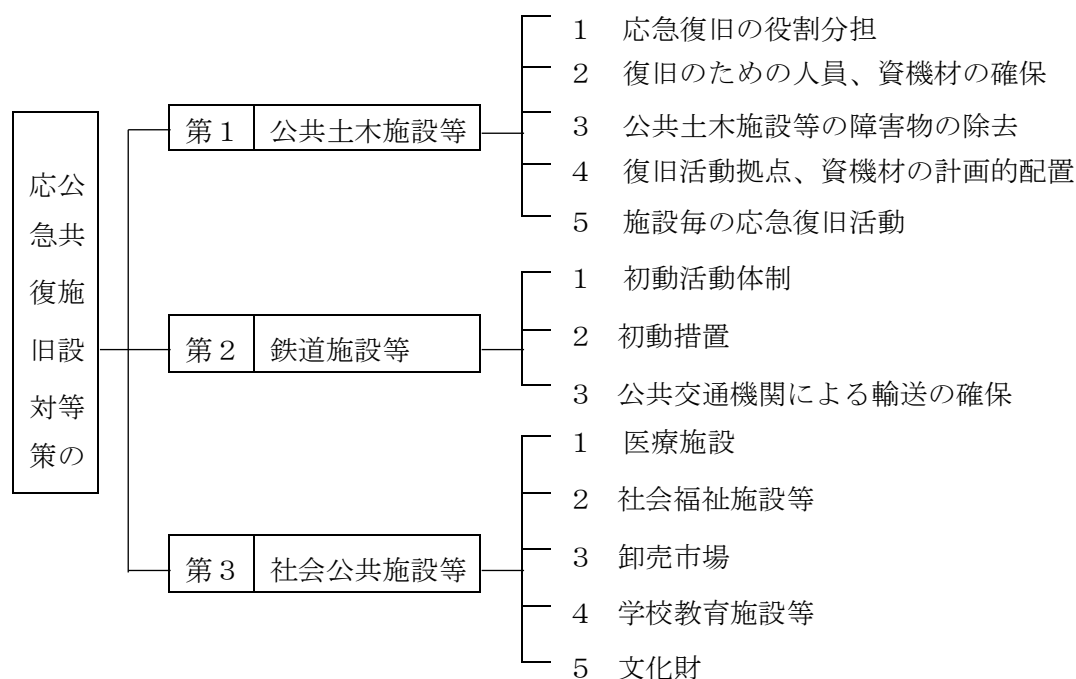 公共施設等の
応急復旧対策
第１ 公共土木施設等
１ 応急復旧の役割分担
２ 復旧のための人員、資機材の確保
３ 公共土木施設等の障害物の除去
４ 復旧活動拠点、資機材の計画的配置
５ 施設毎の応急復旧活動
第２ 鉄道施設等
１ 初動活動体制
２ 初動措置
３ 公共交通機関による輸送の確保
第３ 社会公共施設等
１ 医療施設
２ 社会福祉施設等
３ 卸売市場
４ 学校教育施設等
５ 文化財